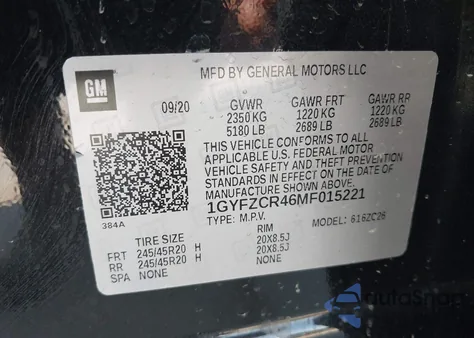 GM
MFD BY GENERAL MOTORS LLC
09/20 GVWR GAWR FRT GAWR RR
2350 KG 1220 KG 1220 KG
5180 LB 2689 LB 2689 LB
THIS VEHICLE CONFORMS TO ALL
APPLICABLE U.S. FEDERAL MOTOR
VEHICLE SAFETY AND THEFT PREVENTION
STANDARDS IN EFFECT ON THE DATE OF
MANUFACTURE SHOWN ABOVE.
1GYFZCR46MF015221
384A TYPE: M.P.V. MODEL: 6162C26
TIRE SIZE RIM
FRT 245/45R20 H 20X8.5J
RR 245/45R20 H 20X8.5J
SPA NONE NONE
AutoSnap